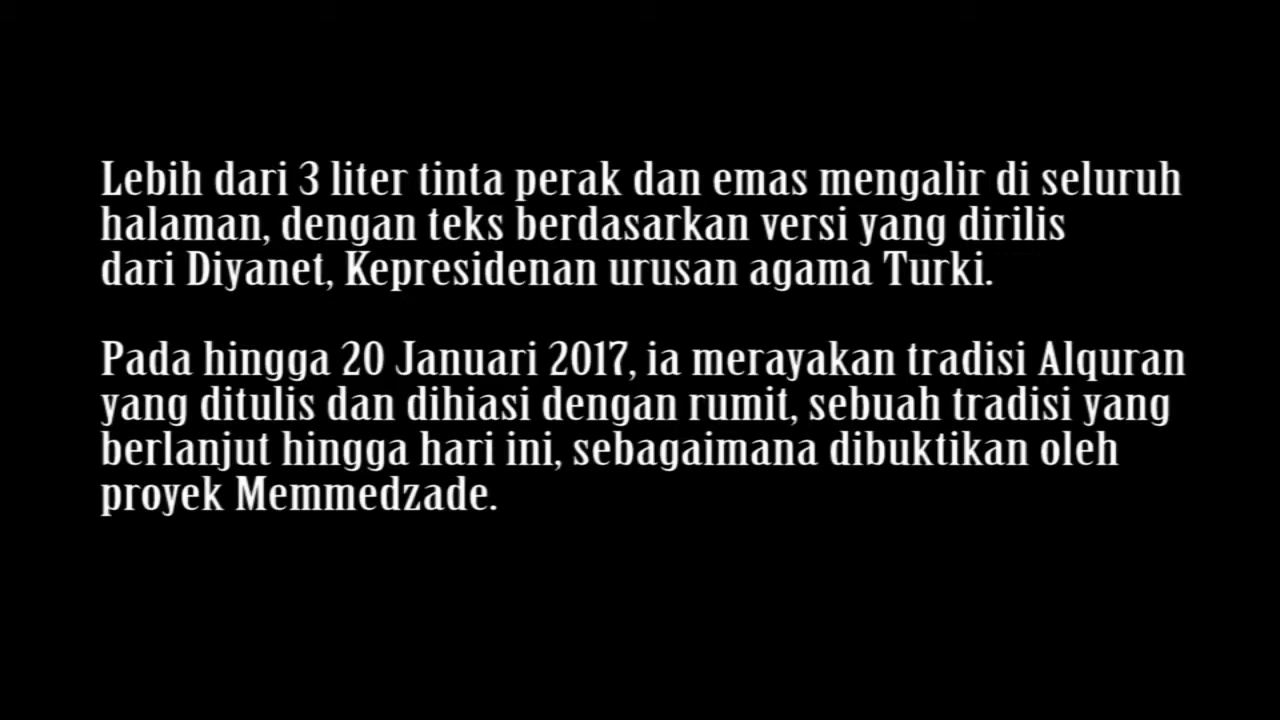 Lebih dari 3 liter tinta perak dan emas mengalir di seluruh
halaman, dengan teks berdasarkan versi yang dirilis
dari Diyanet, Kepresidenan urusan agama Turki.
Pada hingga 20 Januari 2017, ia merayakan tradisi Alquran
yang ditulis dan dihiasi dengan rumit, sebuah tradisi yang
berlanjut hingga hari ini, sebagaimana dibuktikan oleh
proyek Memmedzade.